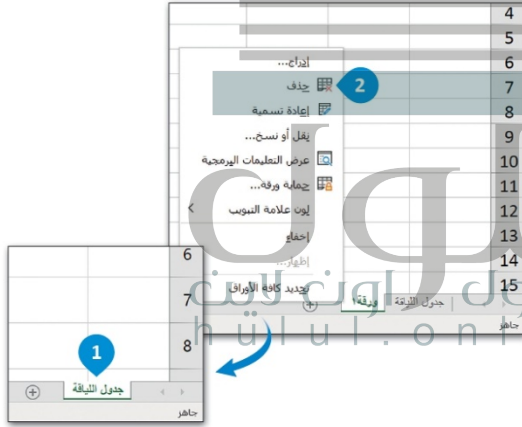 4
5
6
7
8
9
10
11
12
13
14
15
إدراج...
حذف
2
إعادة تسمية
نقل أو نسخ...
عرض التعليمات البرمجية
حماية ورقة...
لون علامة التبويب
إخفاء
إظهار...
تحديد كافة الأوراق
جدول اللياقة ورقة١
جاهز
6
7
8
1
جدول اللياقة
جاهز
حلول اون لاين
hulul.online